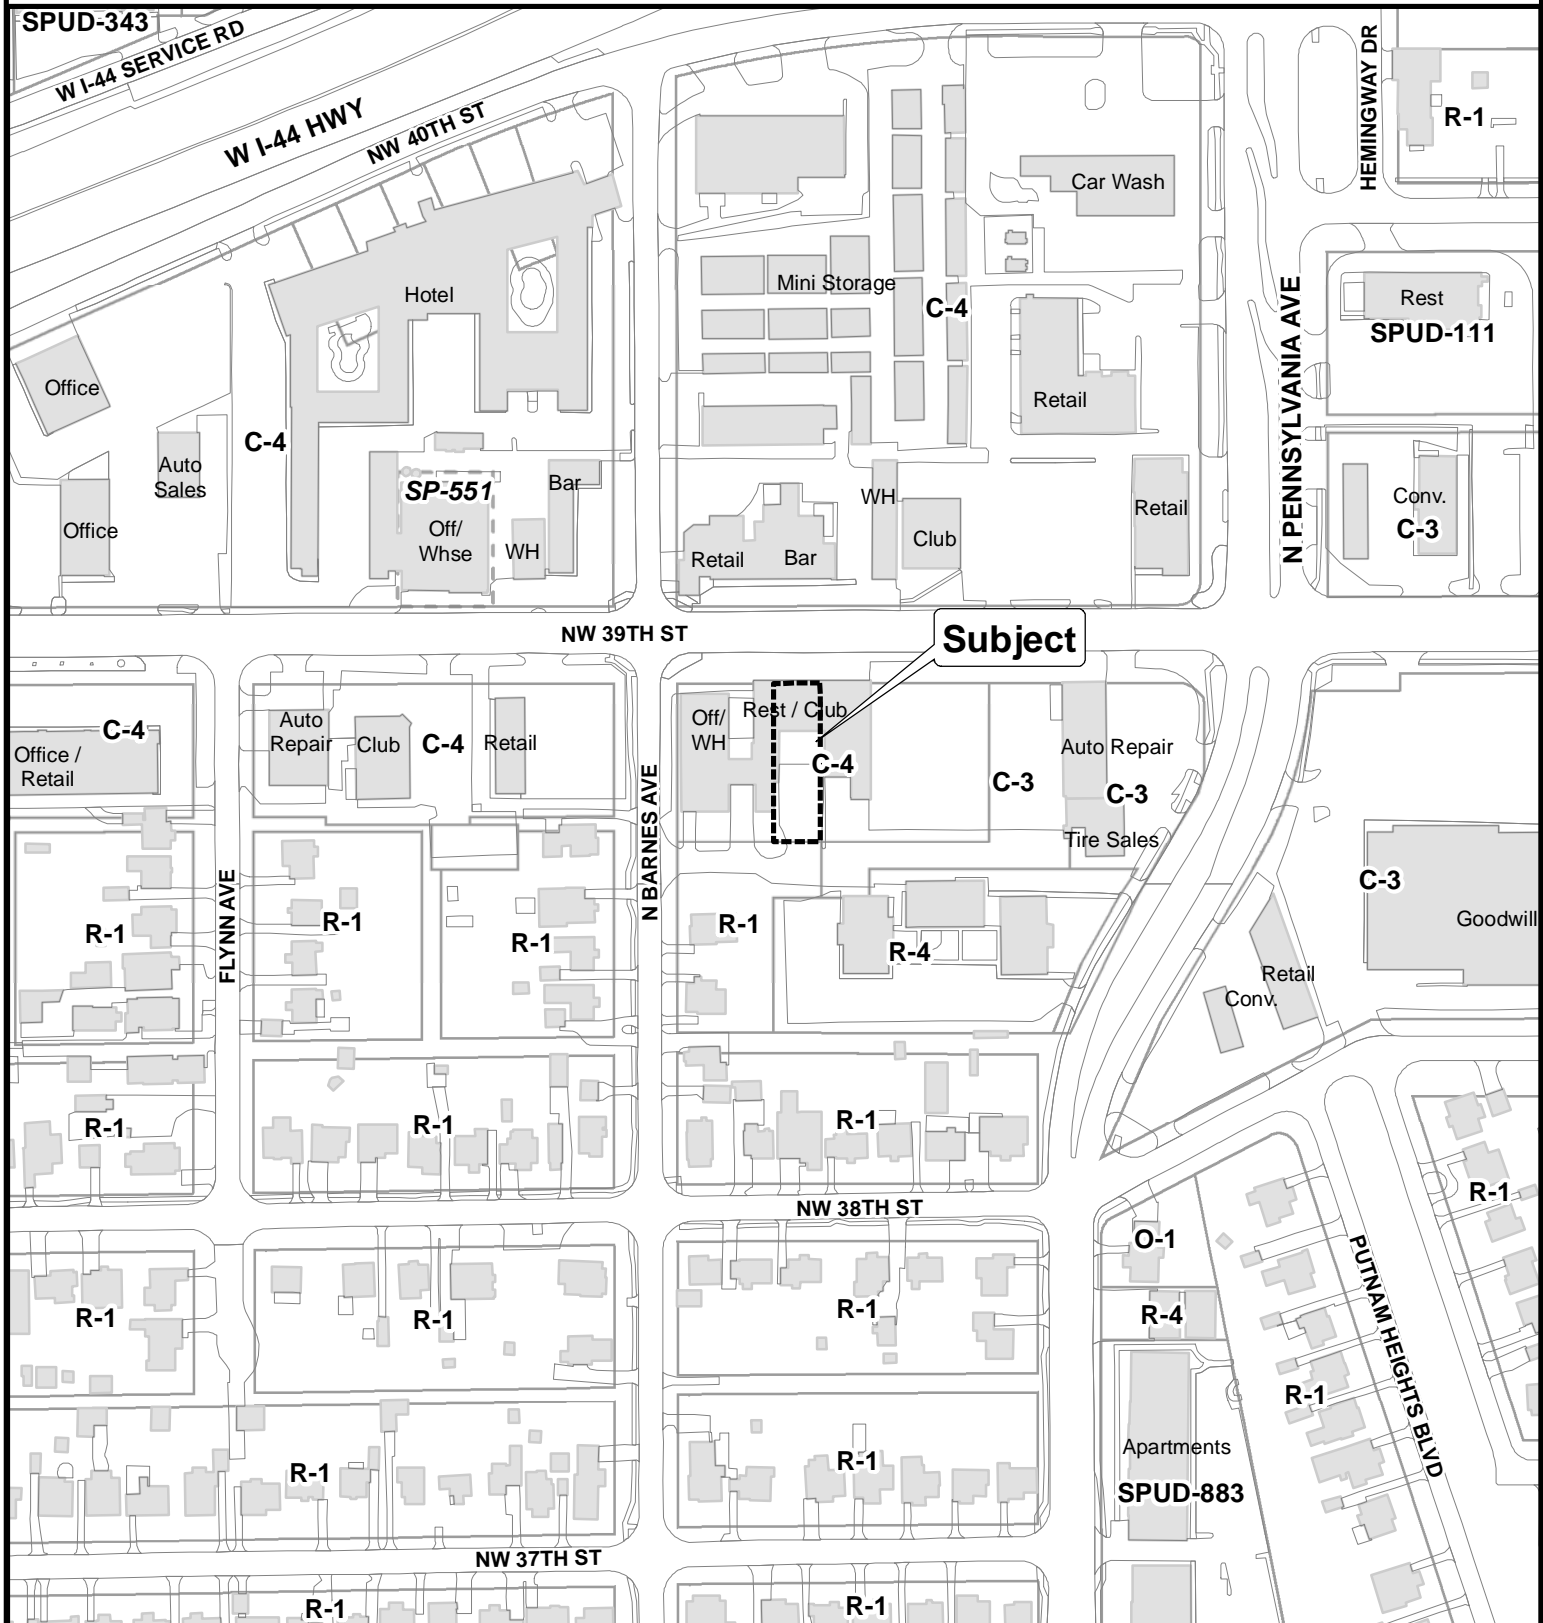 SPUD-343
W I-44 SERVICE RD
W I-44 HWY
NW 40TH ST
HEMINGWAY DR
R-1
Car Wash
Hotel
Mini Storage
C-4
Rest
SPUD-111
N PENNSYLVANIA AVE
Office
Retail
C-4
Auto
Sales
SP-551
Bar
WH
Conv.
C-3
Office
Off/
Whse
WH
Retail
Bar
Club
Retail
NW 39TH ST
Subject
C-4
Office /
Retail
Auto
Repair
Club
C-4
Retail
Off/
WH
Rest / Club
C-4
C-3
Auto Repair
C-3
Tire Sales
N BARNES AVE
FLYNN AVE
C-3
Goodwill
R-1
R-1
R-1
R-1
R-4
Retail
Conv.
R-1
R-1
R-1
R-1
NW 38TH ST
O-1
R-4
PUTNAM HEIGHTS BLVD
R-1
R-1
R-1
R-1
Apartments
SPUD-883
R-1
R-1
NW 37TH ST
R-1
R-1